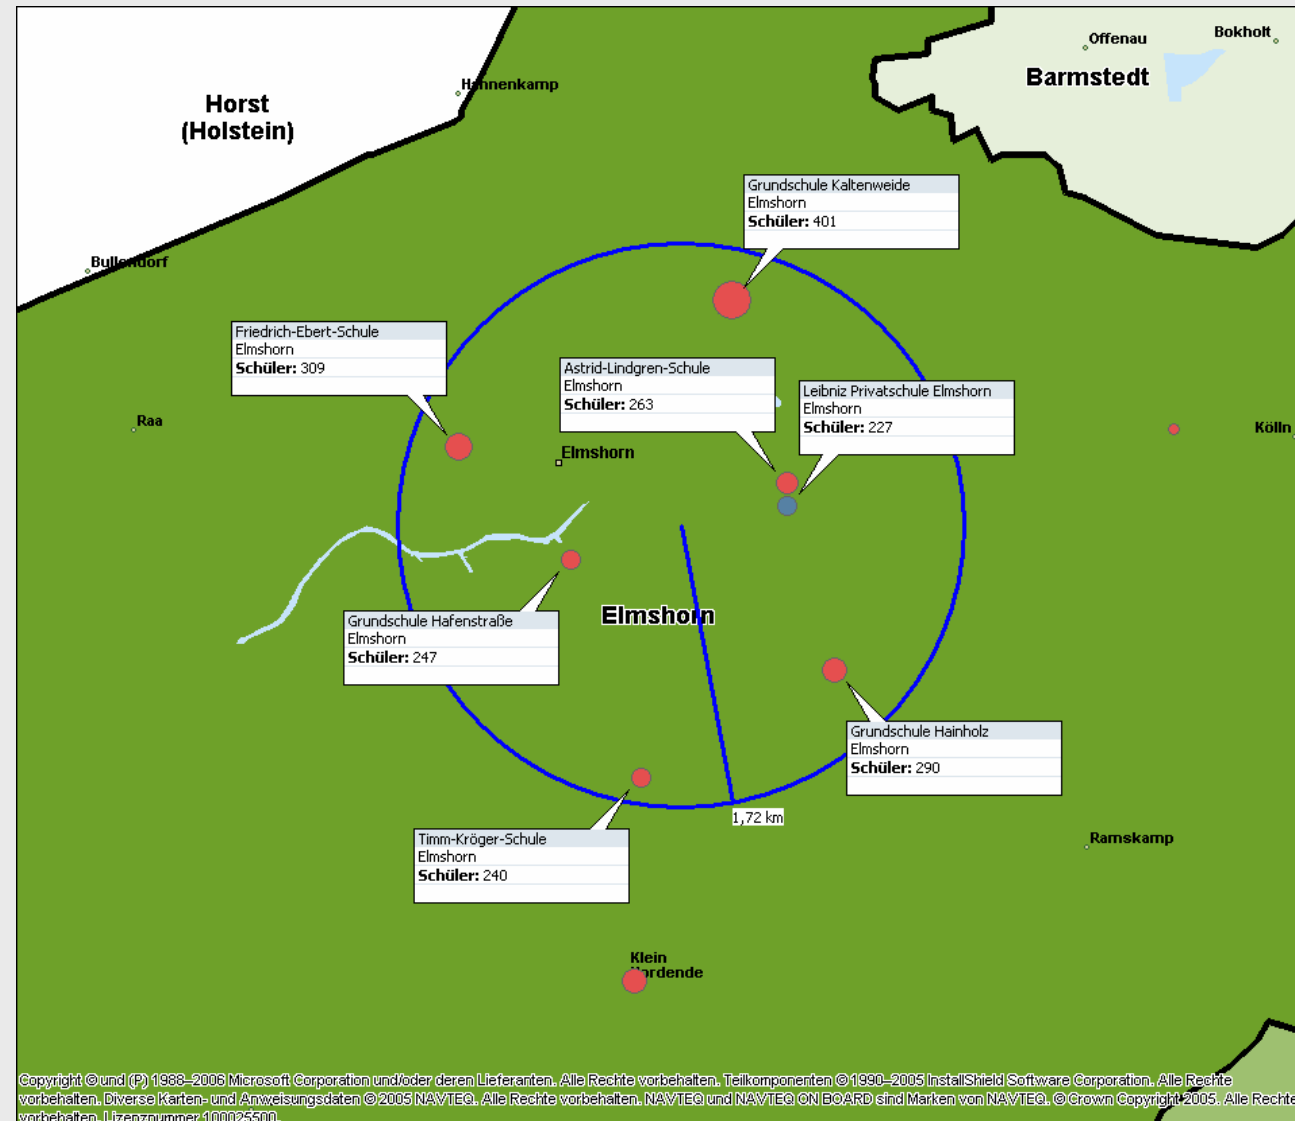 Offenau
Bokholt
Barmstedt
Hahnenkamp
Horst
(Holstein)
Grundschule Kaltenweide
Elmshorn
Schüler: 401
Bullendorf
Friedrich-Ebert-Schule
Elmshorn
Schüler: 309
Astrid-Lindgren-Schule
Elmshorn
Schüler: 263
Leibniz Privatschule Elmshorn
Elmshorn
Schüler: 227
Raa
Kölln
Elmshorn
Grundschule Hafenstraße
Elmshorn
Schüler: 247
Elmshorn
Grundschule Hainholz
Elmshorn
Schüler: 290
1,72 km
Timm-Kröger-Schule
Elmshorn
Schüler: 240
Ramskamp
Klein
Nordende
Copyright © und (P) 1988–2006 Microsoft Corporation und/oder deren Lieferanten. Alle Rechte vorbehalten. Teilkomponenten © 1990–2005 InstallShield Software Corporation. Alle Rechte
vorbehalten. Diverse Karten- und Anweisungsdaten © 2005 NAVTEQ. Alle Rechte vorbehalten. NAVTEQ und NAVTEQ ON BOARD sind Marken von NAVTEQ. © Crown Copyright 2005. Alle Rechte
vorbehalten. Lizenznummer 100025500.